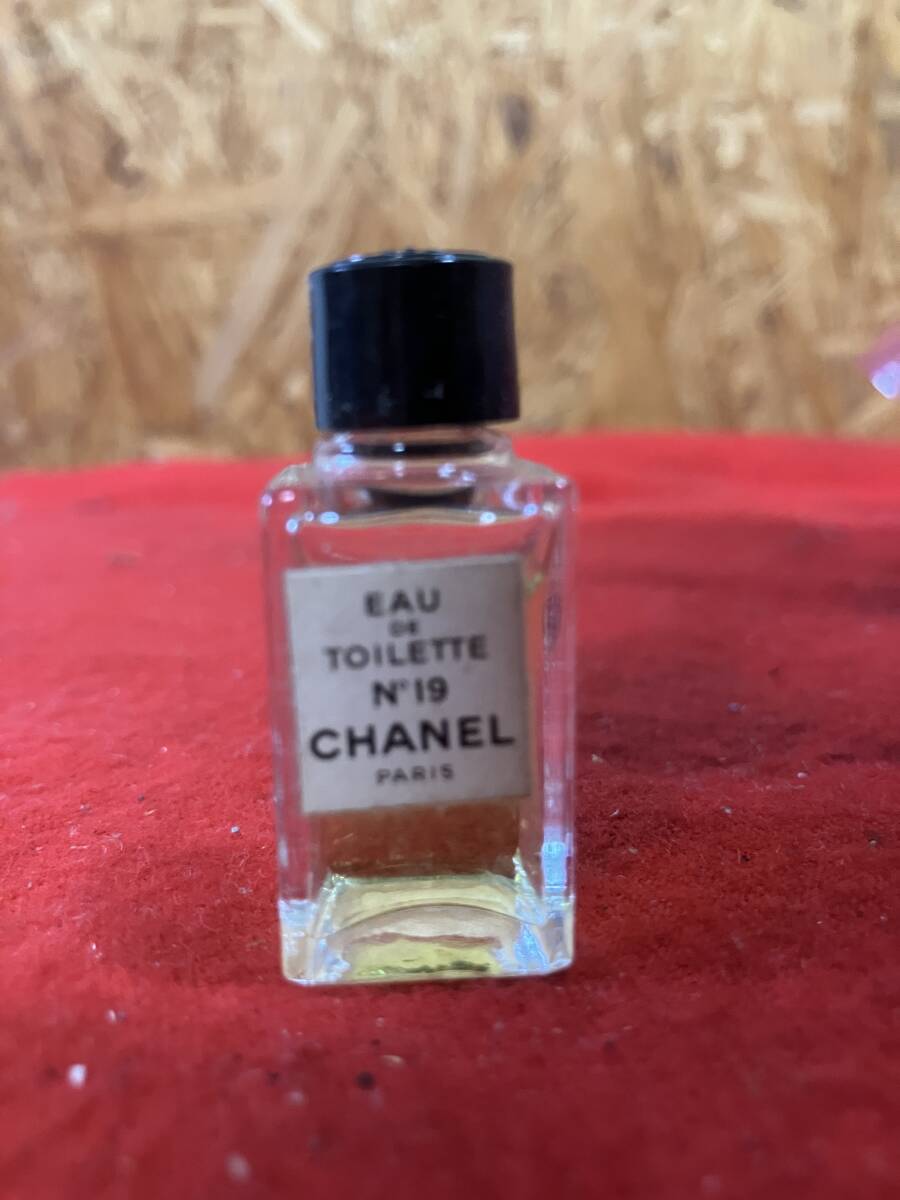 EAU
DE
TOILETTE
N°19
CHANEL
PARIS